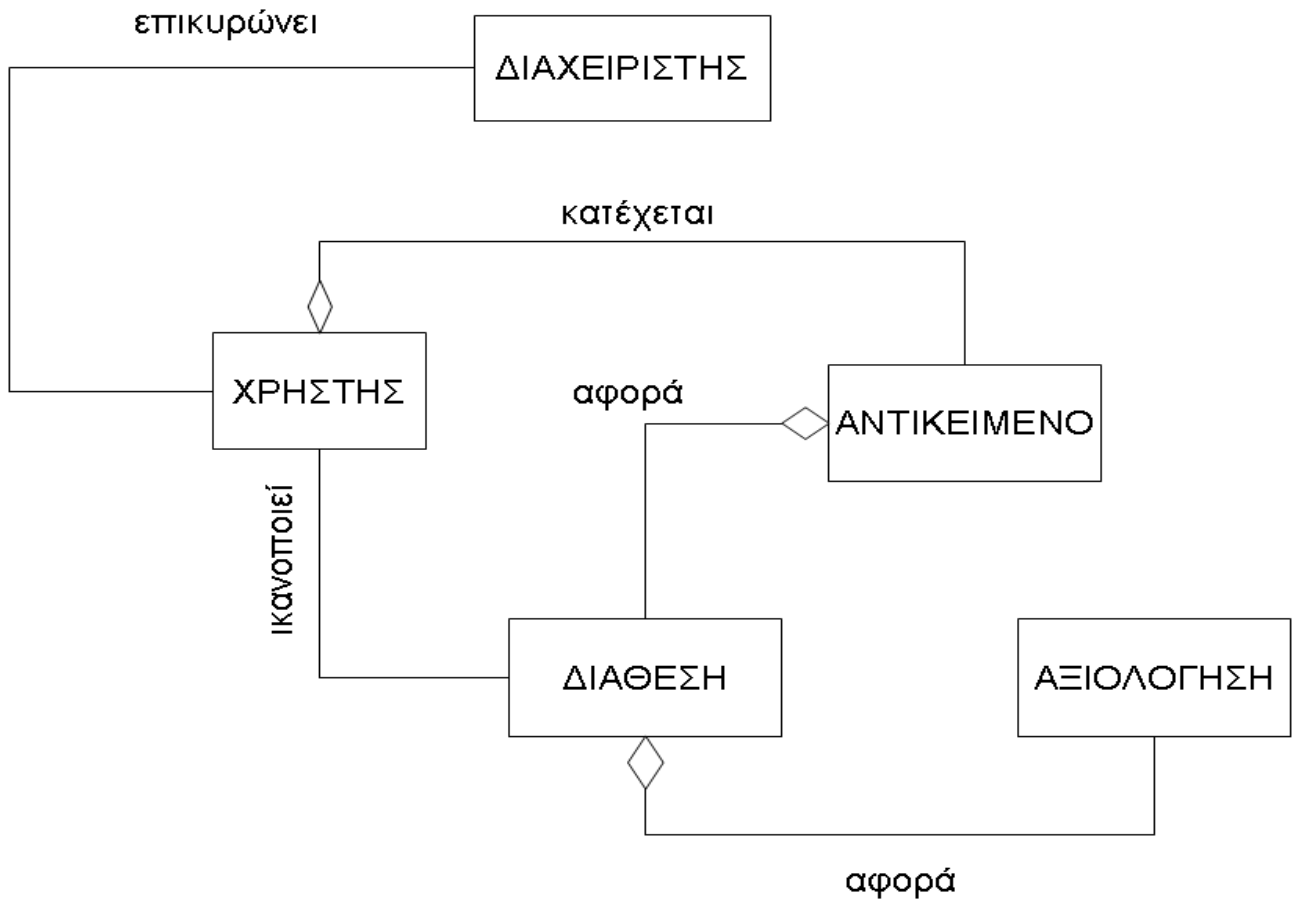 επικυρώνει
ΔΙΑΧΕΙΡΙΣΤΗΣ
κατέχεται
ΧΡΗΣΤΗΣ
αφορά
ΑΝΤΙΚΕΙΜΕΝΟ
ικανοποιεί
ΔΙΑΘΕΣΗ
ΑΞΙΟΛΟΓΗΣΗ
αφορά